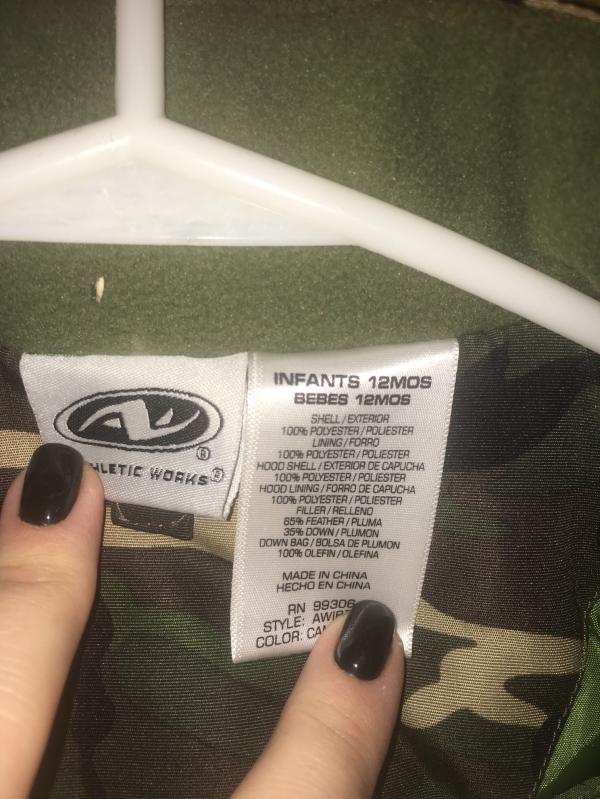 HLETIC WORKS®
INFANTS 12MOS
BEBES 12MOS
SHELL / EXTERIOR
100% POLYESTER / POLIESTER
LINING / FORRO
100% POLYESTER / POLIESTER
HOOD SHELL / EXTERIOR DE CAPUCHA
100% POLYESTER / POLIESTER
HOOD LINING / FORRO DE CAPUCHA
100% POLYESTER / POLIESTER
FILLER / RELLENO
65% FEATHER / PLUMA
35% DOWN / PLUMON
DOWN BAG / BOLSA DE PLUMON
100% OLEFIN / OLEFINA
MADE IN CHINA
HECHO EN CHINA
RN 99306
STYLE:
COLOR: